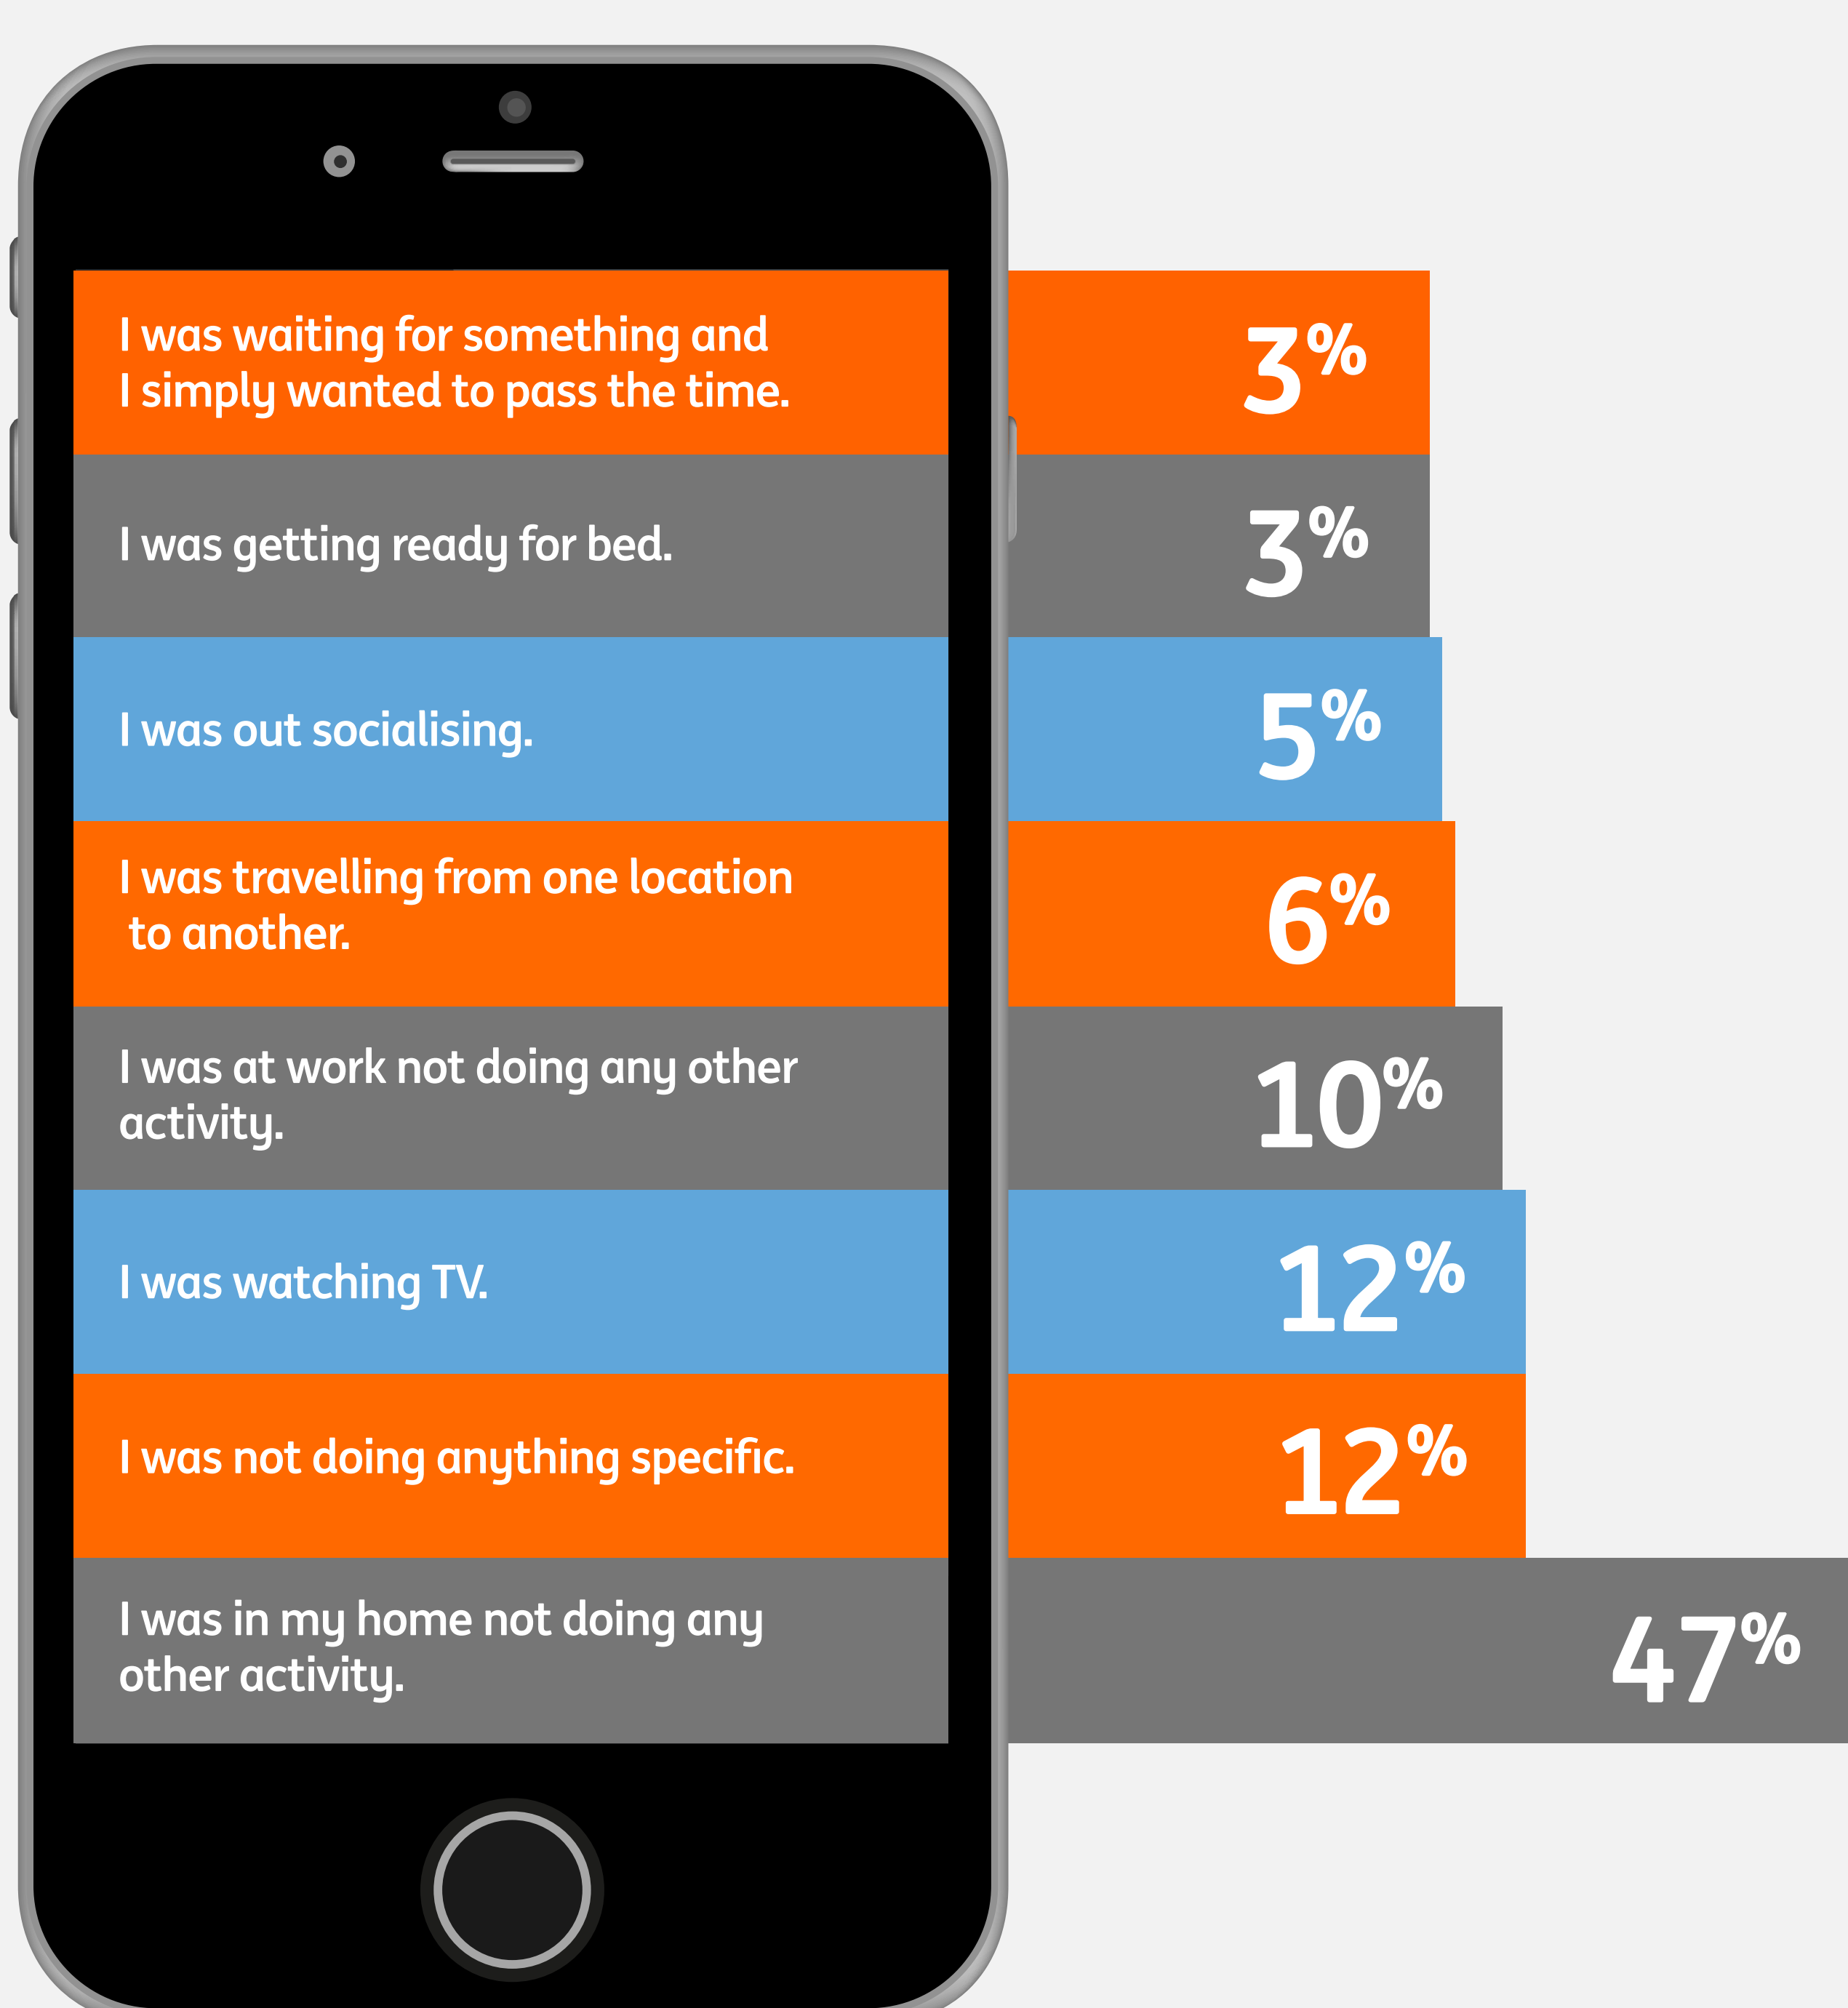 I was waiting for something and
I simply wanted to pass the time.
3%
I was getting ready for bed.
3%
I was out socialising.
5%
I was travelling from one location
to another.
6%
I was at work not doing any other
activity.
10%
I was watching TV.
12%
I was not doing anything specific.
12%
I was in my home not doing any
other activity.
47%